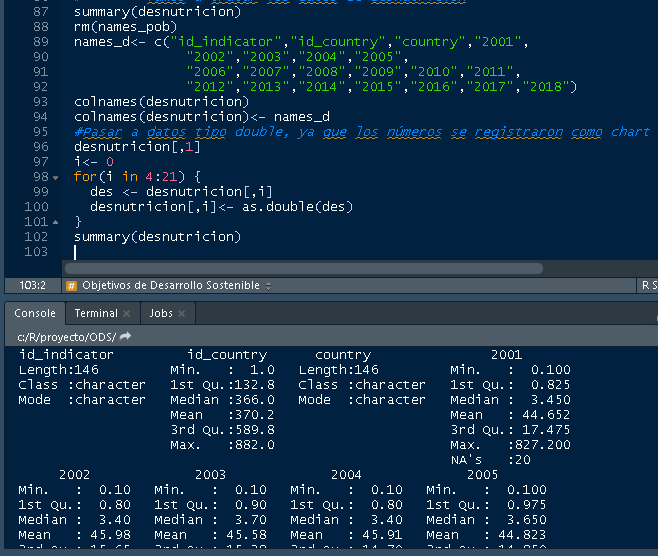 87 summary(desnutricion)
88 rm(names_pob)
89 names_d<- c("id_indicator","id_country","country","2001",
90 "2002","2003","2004","2005",
91 "2006","2007","2008","2009","2010","2011",
92 "2012","2013","2014","2015","2016","2017","2018")
93 colnames(desnutricion)
94 colnames(desnutricion)<- names_d
95 #Pasar a datos tipo double, ya que los números se registraron como chart
96 desnutricion[,1]
97 i<- 0
98 for(i in 4:21) {
99 des <- desnutricion[,i]
100 desnutricion[,i]<- as.double(des)
101 }
102 summary(desnutricion)
103
103:2 # Objetivos de Desarrollo Sostenible R S
Console Terminal Jobs
c:/R/proyecto/ODS/
id_indicator id_country country 2001
Length:146 Min. : 1.0 Length:146 Min. : 0.100
Class :character 1st Qu.:132.8 Class :character 1st Qu.: 0.825
Mode :character Median :366.0 Mode :character Median : 3.450
Mean :370.2 Mean : 44.652
3rd Qu.:589.8 3rd Qu.: 17.475
Max. :882.0 Max. :827.200
NA's :20
2002 2003 2004 2005
Min. : 0.10 Min. : 0.10 Min. : 0.10 Min. : 0.100
1st Qu.: 0.80 1st Qu.: 0.90 1st Qu.: 0.80 1st Qu.: 0.975
Median : 3.40 Median : 3.70 Median : 3.40 Median : 3.650
Mean : 45.98 Mean : 45.58 Mean : 45.91 Mean : 44.823